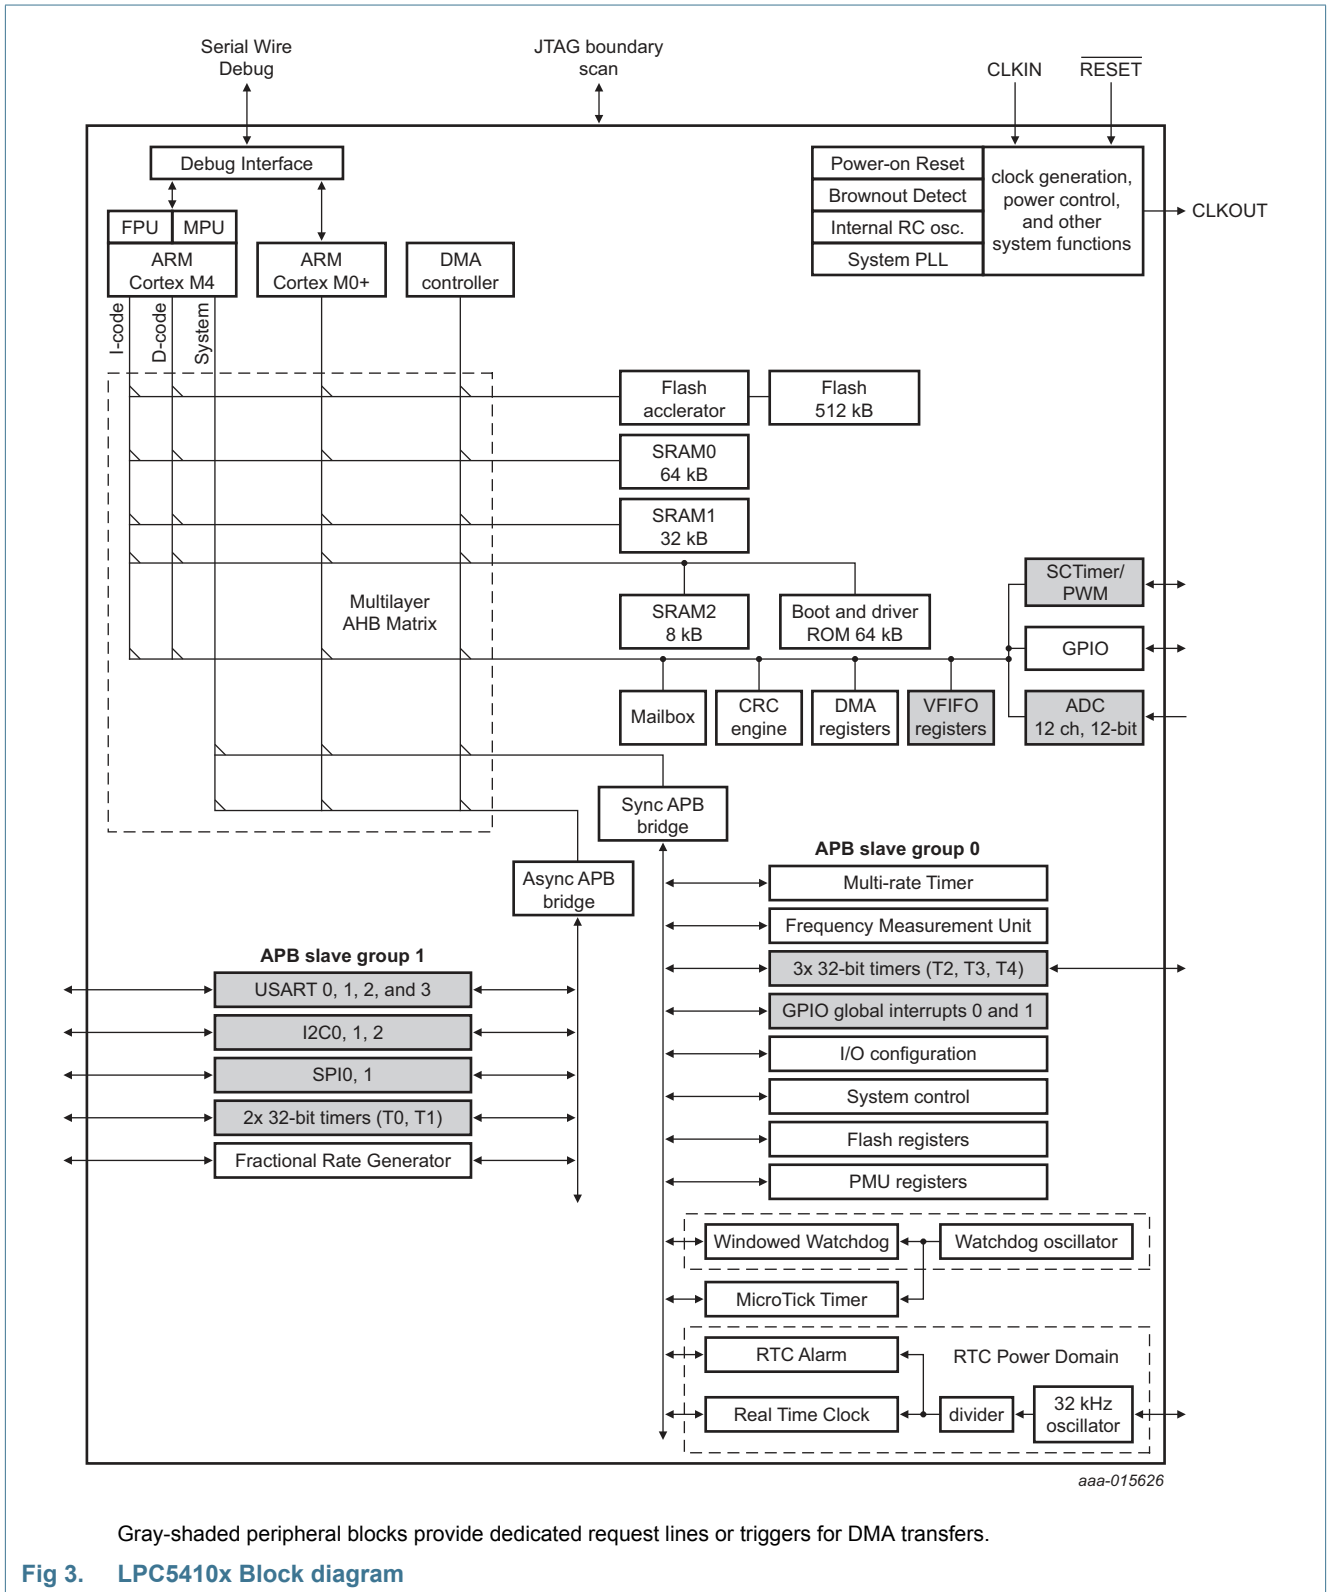 Serial Wire
Debug
JTAG boundary
scan
CLKIN
RESET
Debug Interface
Power-on Reset
Brownout Detect
Internal RC osc.
System PLL
clock generation,
power control,
and other
system functions
CLKOUT
FPU
MPU
ARM
Cortex M4
ARM
Cortex M0+
DMA
controller
I-code
D-code
System
Flash
acclerator
Flash
512 kB
SRAM0
64 kB
SRAM1
32 kB
SCTimer/
PWM
Multilayer
AHB Matrix
SRAM2
8 kB
Boot and driver
ROM 64 kB
GPIO
Mailbox
CRC
engine
DMA
registers
VFIFO
registers
ADC
12 ch, 12-bit
Sync APB
bridge
APB slave group 0
Async APB
bridge
Multi-rate Timer
Frequency Measurement Unit
3x 32-bit timers (T2, T3, T4)
GPIO global interrupts 0 and 1
I/O configuration
System control
Flash registers
PMU registers
APB slave group 1
USART 0, 1, 2, and 3
I2C0, 1, 2
SPI0, 1
2x 32-bit timers (T0, T1)
Fractional Rate Generator
Windowed Watchdog
Watchdog oscillator
MicroTick Timer
RTC Alarm
RTC Power Domain
Real Time Clock
divider
32 kHz
oscillator
aaa-015626
Gray-shaded peripheral blocks provide dedicated request lines or triggers for DMA transfers.
Fig 3. LPC5410x Block diagram